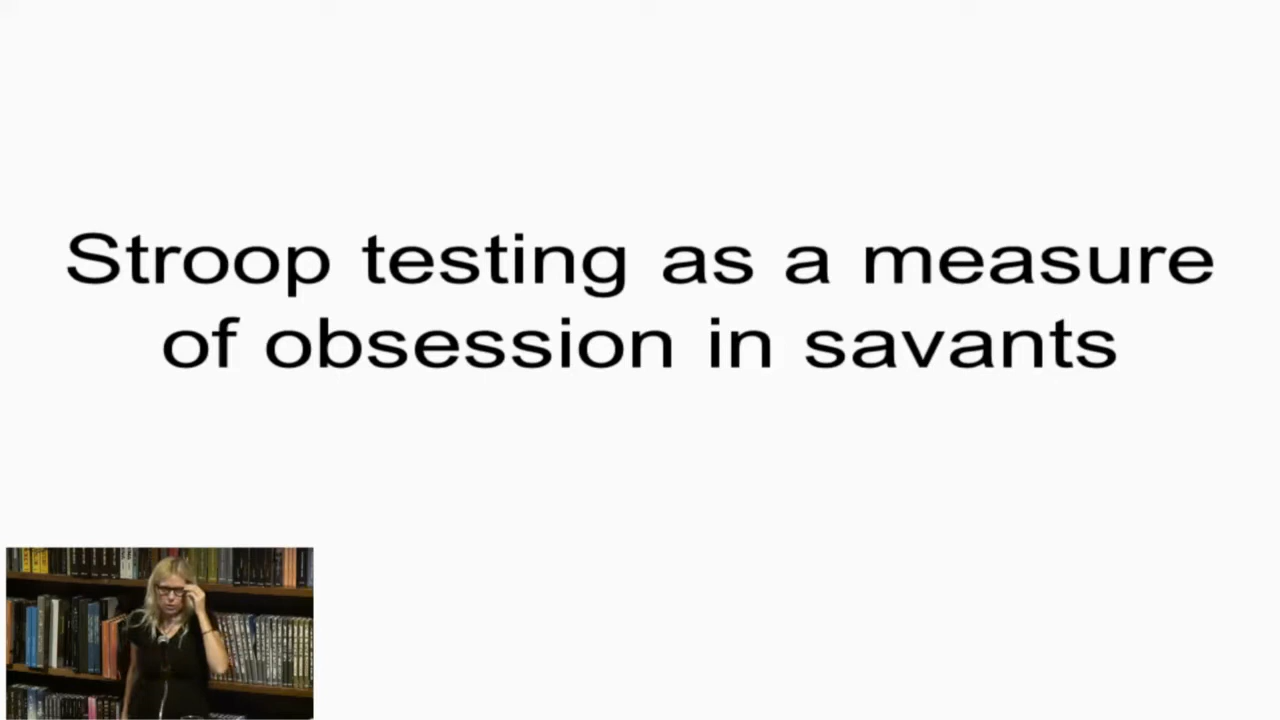 Stroop testing as a measure
of obsession in savants